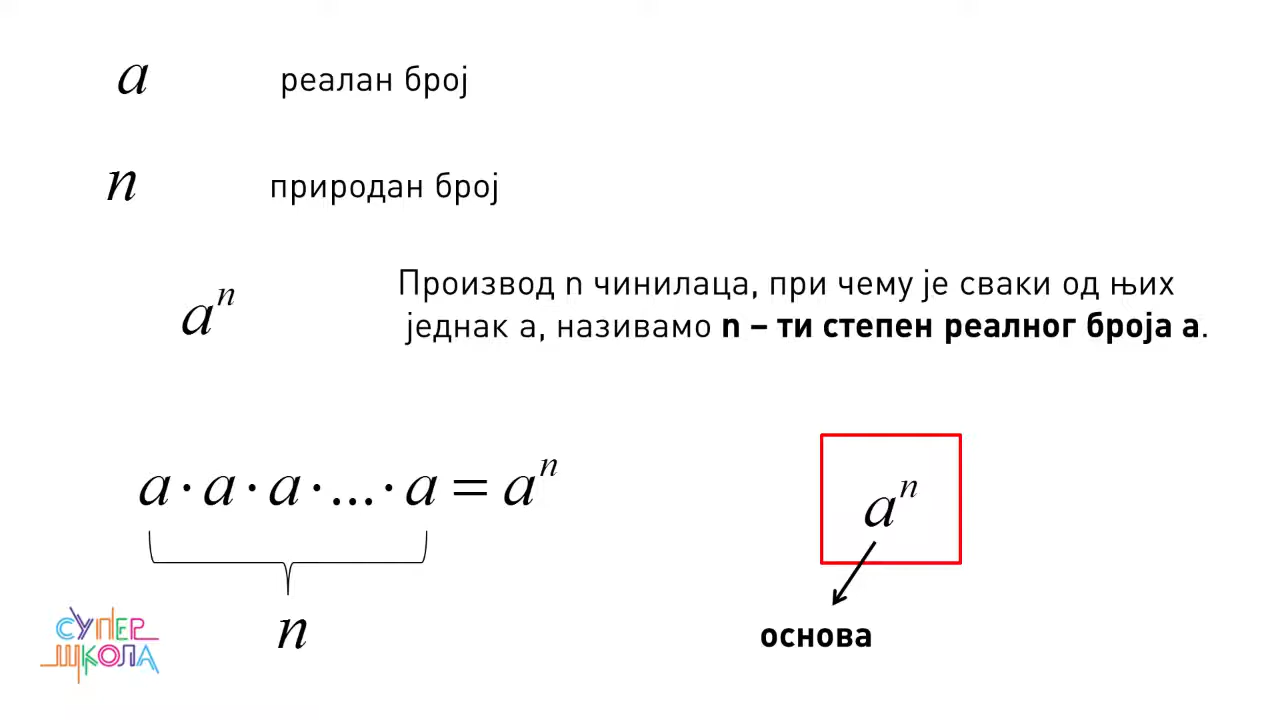 a реалан број
n природан број
aⁿ Производ n чинилаца, при чему је сваки од њих
једнак а, називамо n – ти степен реалног броја а.
a · a · a · ... · a = aⁿ
n
aⁿ
основа
СУПЕР
ШКОЛА